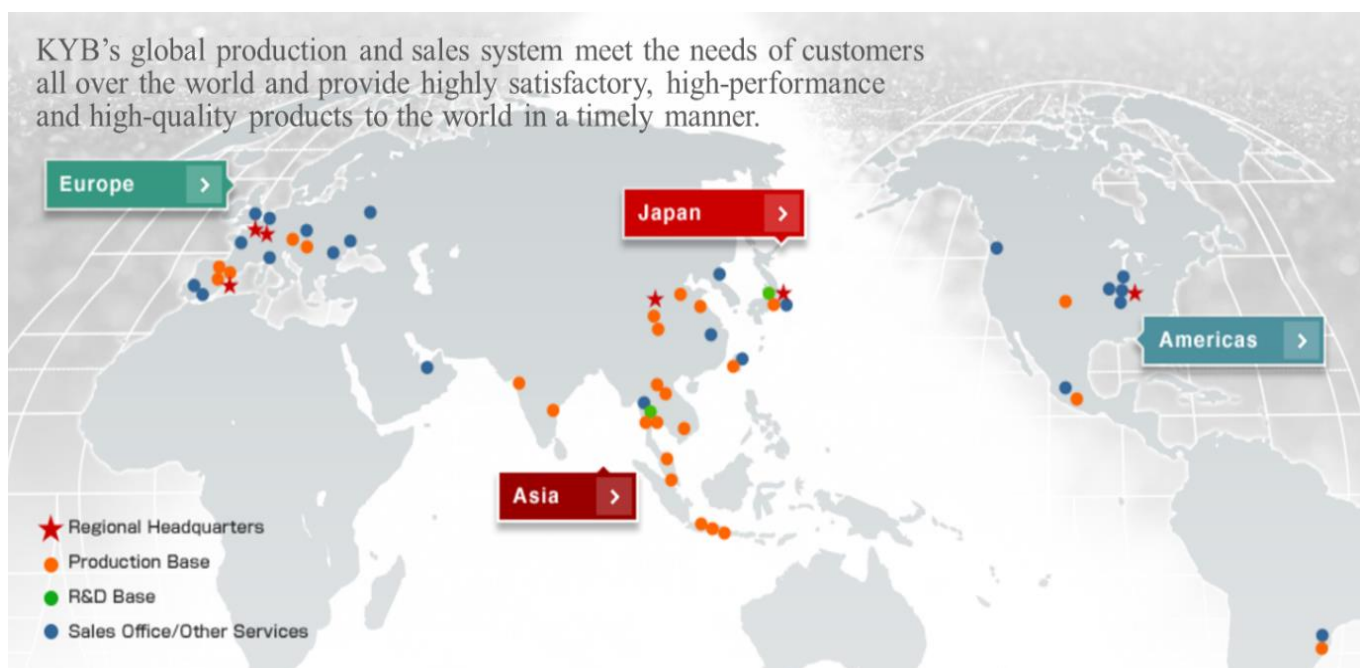 KYB's global production and sales system meet the needs of customers
all over the world and provide highly satisfactory, high-performance
and high-quality products to the world in a timely manner.
Europe
Japan
Americas
Asia
Regional Headquarters
Production Base
R&D Base
Sales Office/Other Services